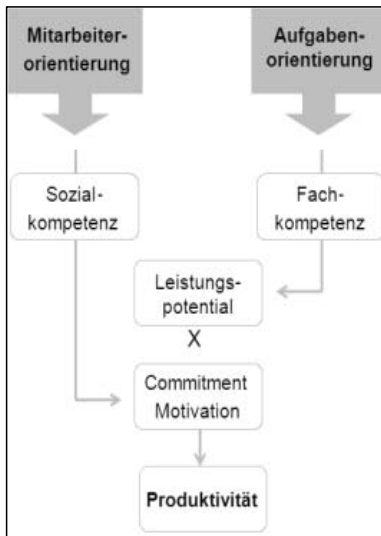 Mitarbeiter-
orientierung
Aufgaben-
orientierung
Sozial-
kompetenz
Fach-
kompetenz
Leistungs-
potential
X
Commitment
Motivation
Produktivität